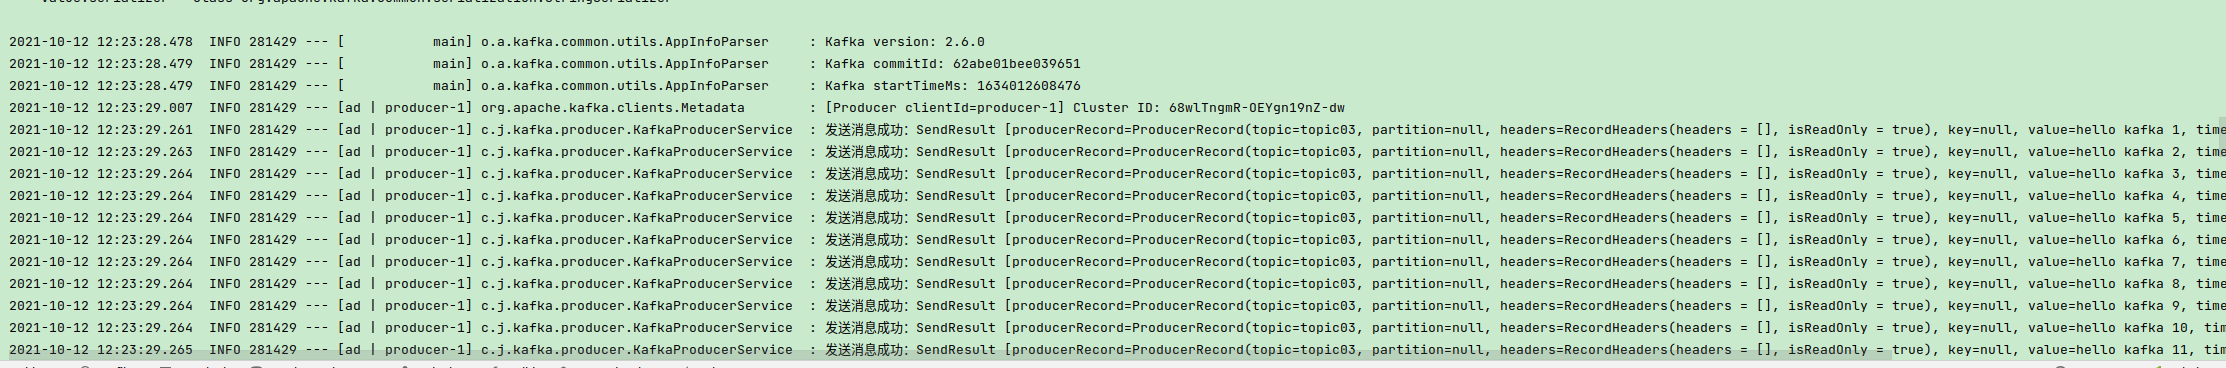 2021-10-12 12:23:28.478  INFO 281429 --- [           main] o.a.kafka.common.utils.AppInfoParser     : Kafka version: 2.6.0
2021-10-12 12:23:28.479  INFO 281429 --- [           main] o.a.kafka.common.utils.AppInfoParser     : Kafka commitId: 62abe01bee039651
2021-10-12 12:23:28.479  INFO 281429 --- [           main] o.a.kafka.common.utils.AppInfoParser     : Kafka startTimeMs: 1634012608476
2021-10-12 12:23:29.007  INFO 281429 --- [ad | producer-1] org.apache.kafka.clients.Metadata        : [Producer clientId=producer-1] Cluster ID: 68wlTngmR-OEYgn19nZ-dw
2021-10-12 12:23:29.261  INFO 281429 --- [ad | producer-1] c.j.kafka.producer.KafkaProducerService  : 发送消息成功：SendResult [producerRecord=ProducerRecord(topic=topic03, partition=null, headers=RecordHeaders(headers = [], isReadOnly = true), key=null, value=hello kafka 1, time
2021-10-12 12:23:29.263  INFO 281429 --- [ad | producer-1] c.j.kafka.producer.KafkaProducerService  : 发送消息成功：SendResult [producerRecord=ProducerRecord(topic=topic03, partition=null, headers=RecordHeaders(headers = [], isReadOnly = true), key=null, value=hello kafka 2, time
2021-10-12 12:23:29.264  INFO 281429 --- [ad | producer-1] c.j.kafka.producer.KafkaProducerService  : 发送消息成功：SendResult [producerRecord=ProducerRecord(topic=topic03, partition=null, headers=RecordHeaders(headers = [], isReadOnly = true), key=null, value=hello kafka 3, time
2021-10-12 12:23:29.264  INFO 281429 --- [ad | producer-1] c.j.kafka.producer.KafkaProducerService  : 发送消息成功：SendResult [producerRecord=ProducerRecord(topic=topic03, partition=null, headers=RecordHeaders(headers = [], isReadOnly = true), key=null, value=hello kafka 4, time
2021-10-12 12:23:29.264  INFO 281429 --- [ad | producer-1] c.j.kafka.producer.KafkaProducerService  : 发送消息成功：SendResult [producerRecord=ProducerRecord(topic=topic03, partition=null, headers=RecordHeaders(headers = [], isReadOnly = true), key=null, value=hello kafka 5, time
2021-10-12 12:23:29.264  INFO 281429 --- [ad | producer-1] c.j.kafka.producer.KafkaProducerService  : 发送消息成功：SendResult [producerRecord=ProducerRecord(topic=topic03, partition=null, headers=RecordHeaders(headers = [], isReadOnly = true), key=null, value=hello kafka 6, time
2021-10-12 12:23:29.264  INFO 281429 --- [ad | producer-1] c.j.kafka.producer.KafkaProducerService  : 发送消息成功：SendResult [producerRecord=ProducerRecord(topic=topic03, partition=null, headers=RecordHeaders(headers = [], isReadOnly = true), key=null, value=hello kafka 7, time
2021-10-12 12:23:29.264  INFO 281429 --- [ad | producer-1] c.j.kafka.producer.KafkaProducerService  : 发送消息成功：SendResult [producerRecord=ProducerRecord(topic=topic03, partition=null, headers=RecordHeaders(headers = [], isReadOnly = true), key=null, value=hello kafka 8, time
2021-10-12 12:23:29.264  INFO 281429 --- [ad | producer-1] c.j.kafka.producer.KafkaProducerService  : 发送消息成功：SendResult [producerRecord=ProducerRecord(topic=topic03, partition=null, headers=RecordHeaders(headers = [], isReadOnly = true), key=null, value=hello kafka 9, time
2021-10-12 12:23:29.264  INFO 281429 --- [ad | producer-1] c.j.kafka.producer.KafkaProducerService  : 发送消息成功：SendResult [producerRecord=ProducerRecord(topic=topic03, partition=null, headers=RecordHeaders(headers = [], isReadOnly = true), key=null, value=hello kafka 10, tim
2021-10-12 12:23:29.265  INFO 281429 --- [ad | producer-1] c.j.kafka.producer.KafkaProducerService  : 发送消息成功：SendResult [producerRecord=ProducerRecord(topic=topic03, partition=null, headers=RecordHeaders(headers = [], isReadOnly = true), key=null, value=hello kafka 11, tim